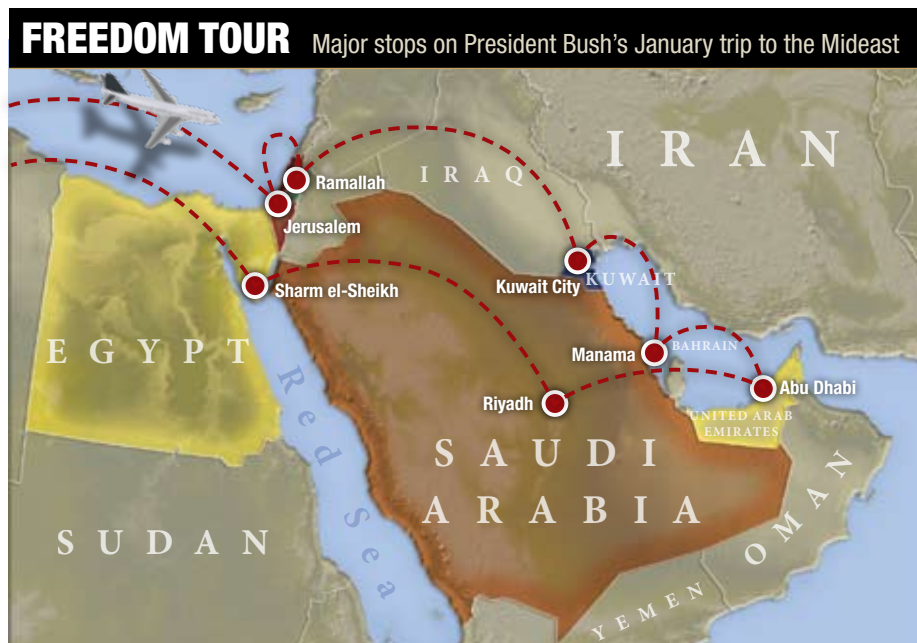 FREEDOM TOUR Major stops on President Bush's January trip to the Mideast
IRAN
IRAQ
Ramallah
Jerusalem
Kuwait City
KUWAIT
Sharm el-Sheikh
EGYPT
Manama
BAHRAIN
Abu Dhabi
Riyadh
UNITED ARAB
EMIRATES
Red Sea
SAUDI
ARABIA
OMAN
SUDAN
YEMEN